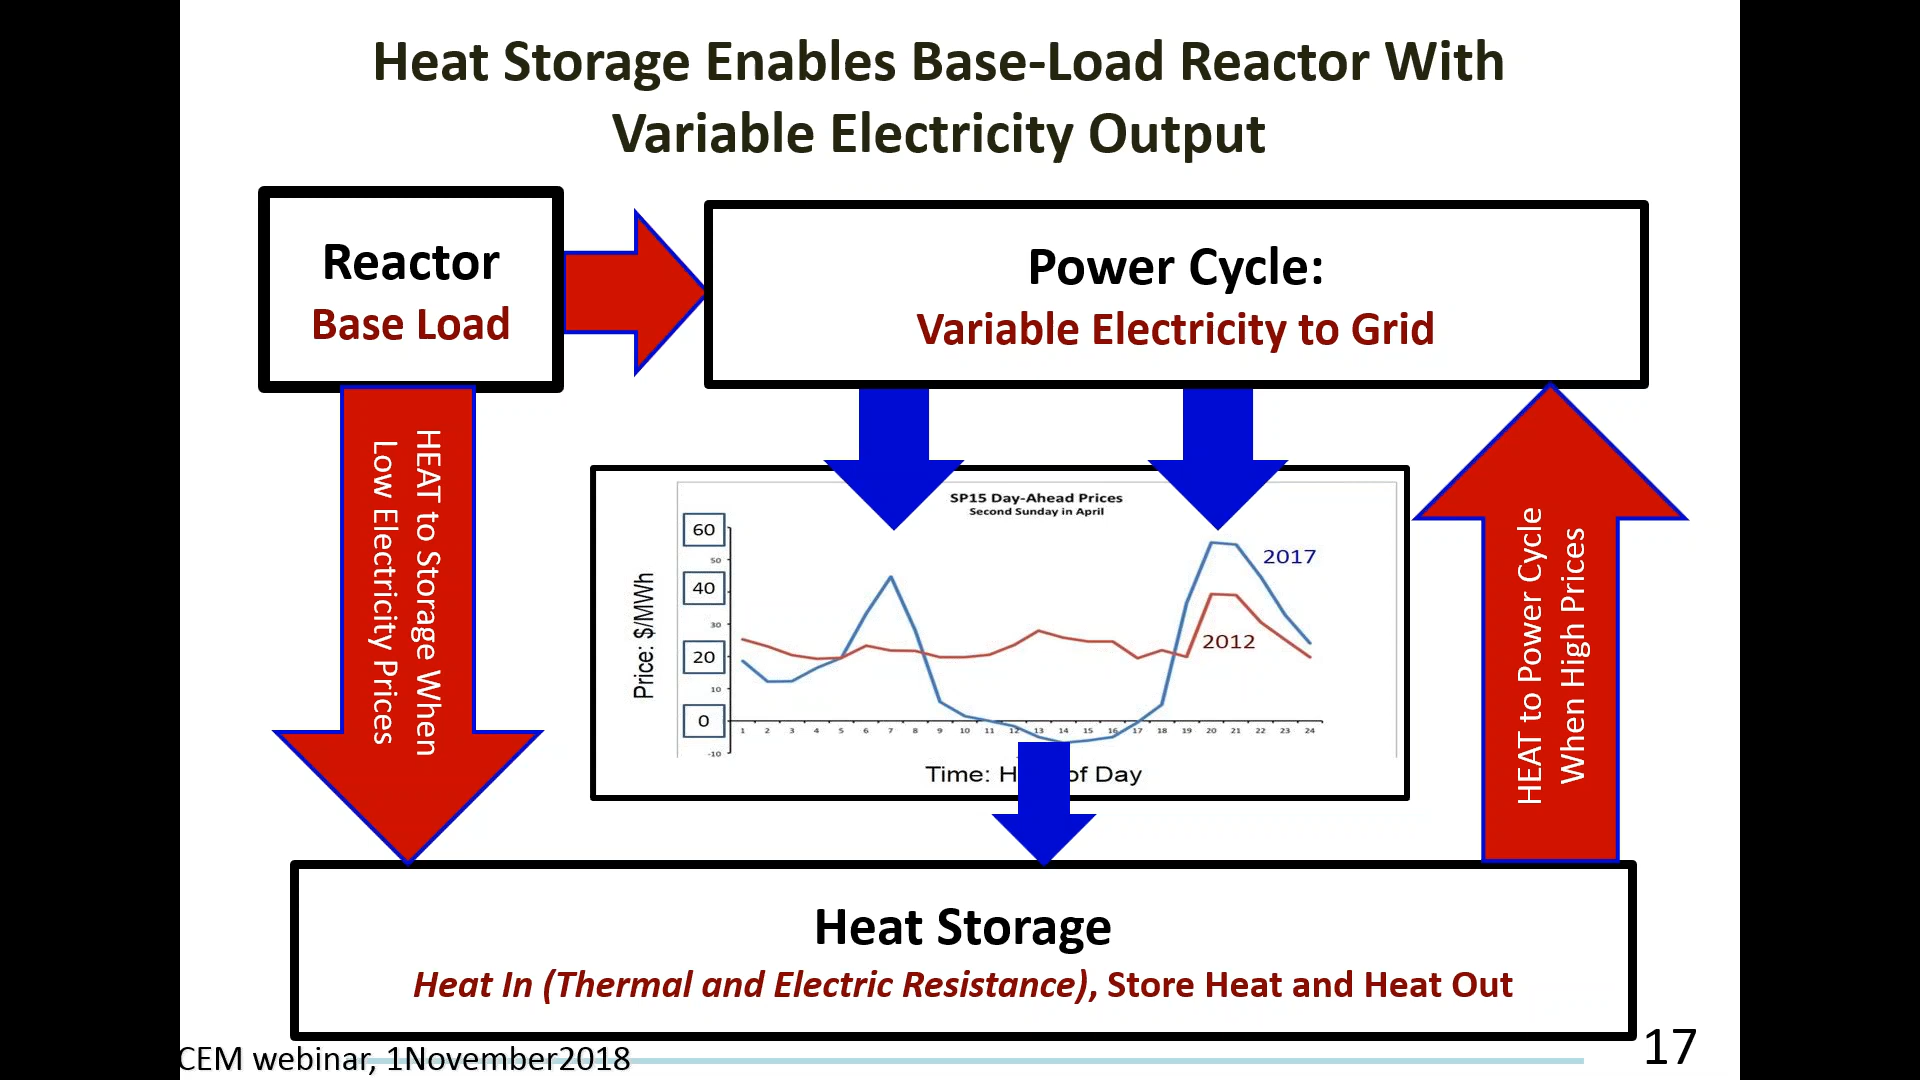 Heat Storage Enables Base-Load Reactor With
Variable Electricity Output
Reactor
Base Load
Power Cycle:
Variable Electricity to Grid
HEAT to Storage When
Low Electricity Prices
SP15 Day-Ahead Prices
Second Sunday in April
Price: $/MWh
60
50
40
30
20
10
0
-10
2017
2012
1 2 3 4 5 6 7 8 9 10 11 12 13 14 15 16 17 18 19 20 21 22 23 24
Time: H of Day
HEAT to Power Cycle
When High Prices
Heat Storage
Heat In (Thermal and Electric Resistance), Store Heat and Heat Out
CEM webinar, 1November2018
17